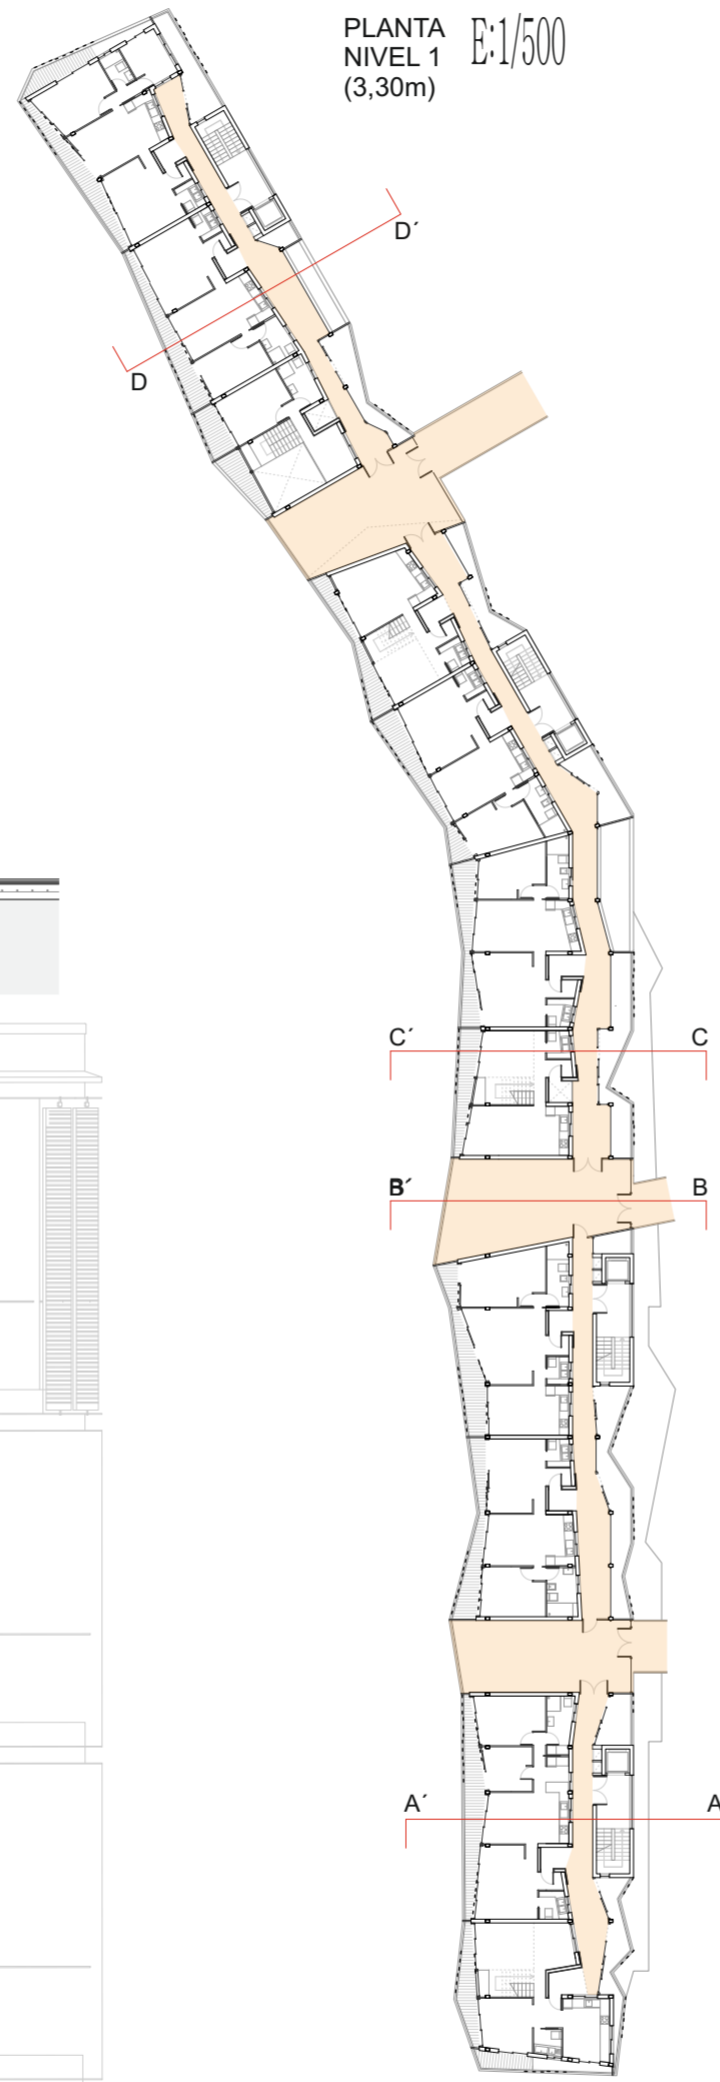 PLANTA E:1/500
NIVEL 1
(3,30m)
D´
D
C´ C
B´ B
A´ A